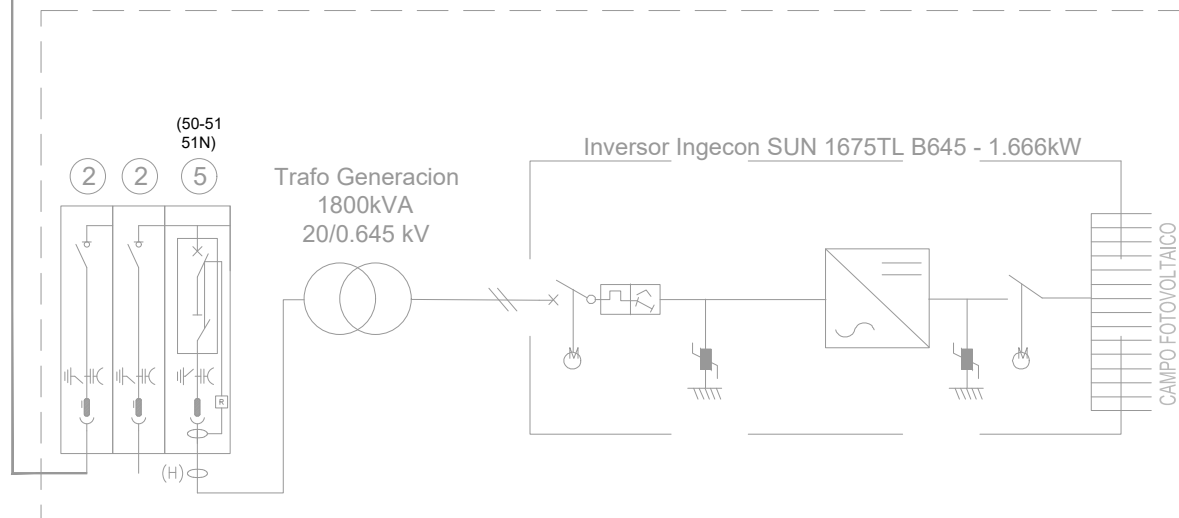 (50-51
51N)
2
2
5
Trafo Generacion
1800kVA
20/0.645 kV
Inversor Ingecon SUN 1675TL B645 - 1.666kW
M
M
R
(H)
CAMPO FOTOVOLTAICO